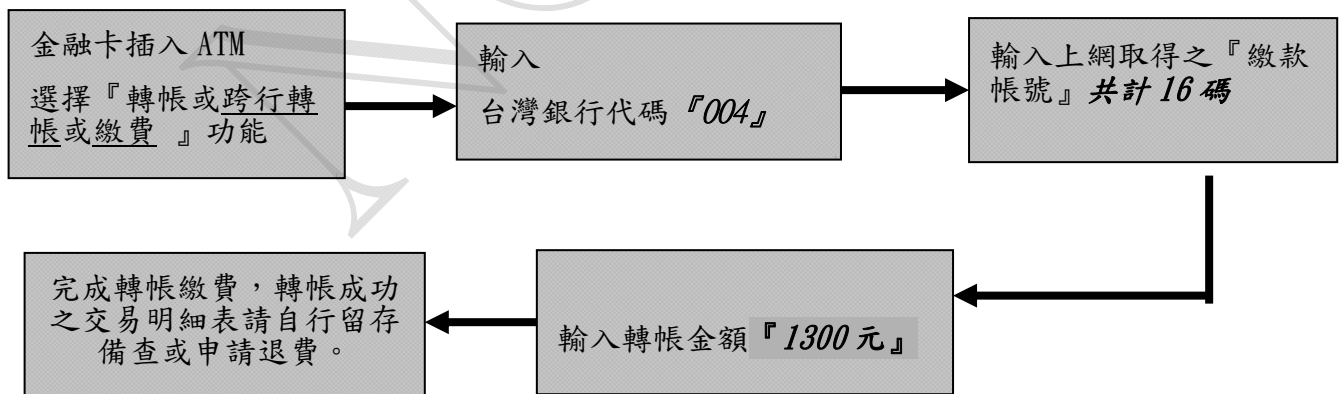 金融卡插入 ATM
選擇『轉帳或跨行轉
帳或繳費 』功能
輸入
台灣銀行代碼『004』
輸入上網取得之『繳款
帳號』共計 16 碼
輸入轉帳金額『1300 元』
完成轉帳繳費，轉帳成功
之交易明細表請自行留存
備查或申請退費。